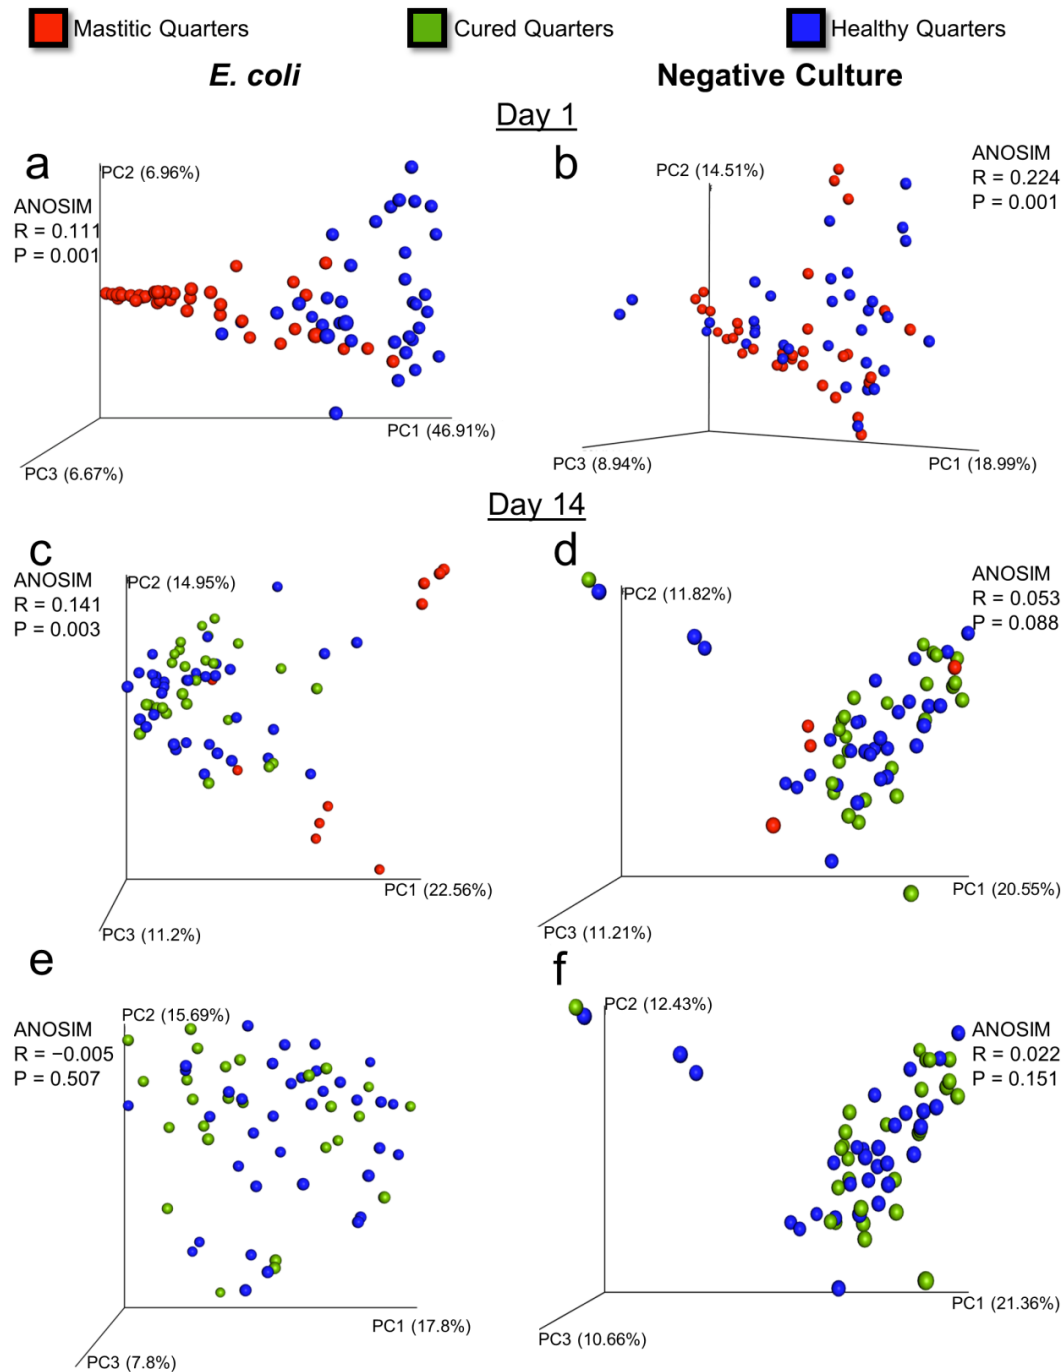 Mastitic Quarters
Cured Quarters
Healthy Quarters
E. coli
Negative Culture
Day 1
a
PC2 (6.96%)
ANOSIM
R = 0.111
P = 0.001
PC1 (46.91%)
PC3 (6.67%)
b
PC2 (14.51%)
ANOSIM
R = 0.224
P = 0.001
PC3 (8.94%)
PC1 (18.99%)
Day 14
c
PC2 (14.95%)
ANOSIM
R = 0.141
P = 0.003
PC1 (22.56%)
PC3 (11.2%)
d
PC2 (11.82%)
ANOSIM
R = 0.053
P = 0.088
PC1 (20.55%)
PC3 (11.21%)
e
PC2 (15.69%)
ANOSIM
R = −0.005
P = 0.507
PC1 (17.8%)
PC3 (7.8%)
f
PC2 (12.43%)
ANOSIM
R = 0.022
P = 0.151
PC1 (21.36%)
PC3 (10.66%)